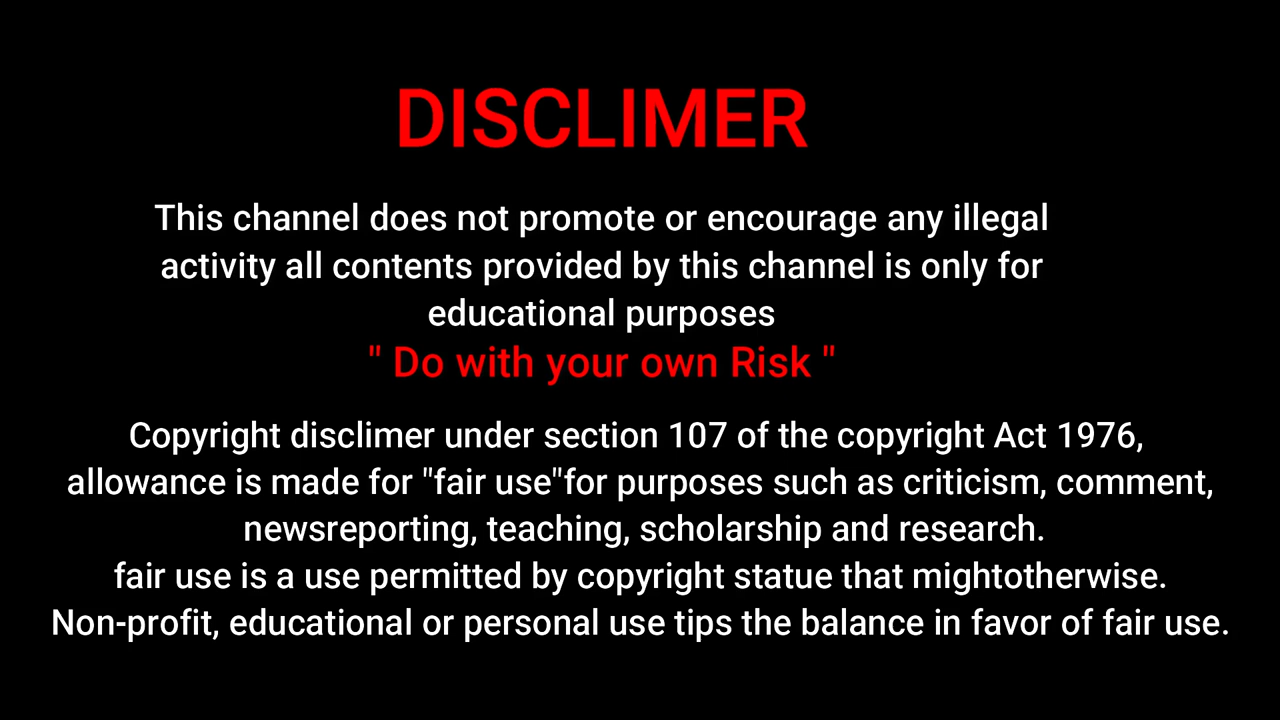 DISCLIMER
This channel does not promote or encourage any illegal
activity all contents provided by this channel is only for
educational purposes
" Do with your own Risk "
Copyright disclimer under section 107 of the copyright Act 1976,
allowance is made for "fair use"for purposes such as criticism, comment,
newsreporting, teaching, scholarship and research.
fair use is a use permitted by copyright statue that mightotherwise.
Non-profit, educational or personal use tips the balance in favor of fair use.